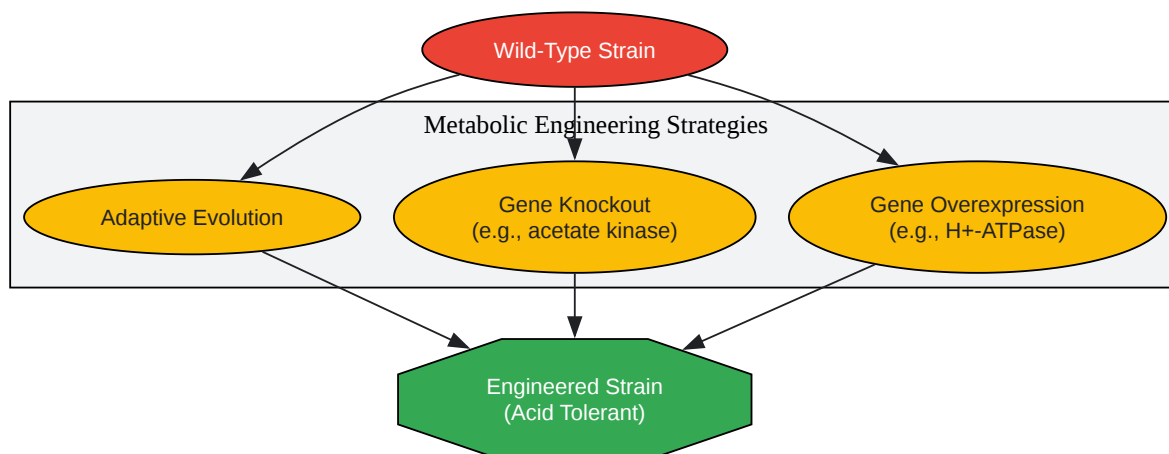 Wild-Type Strain
Metabolic Engineering Strategies
Adaptive Evolution
Gene Knockout
(e.g., acetate kinase)
Gene Overexpression
(e.g., H+-ATPase)
Engineered Strain
(Acid Tolerant)